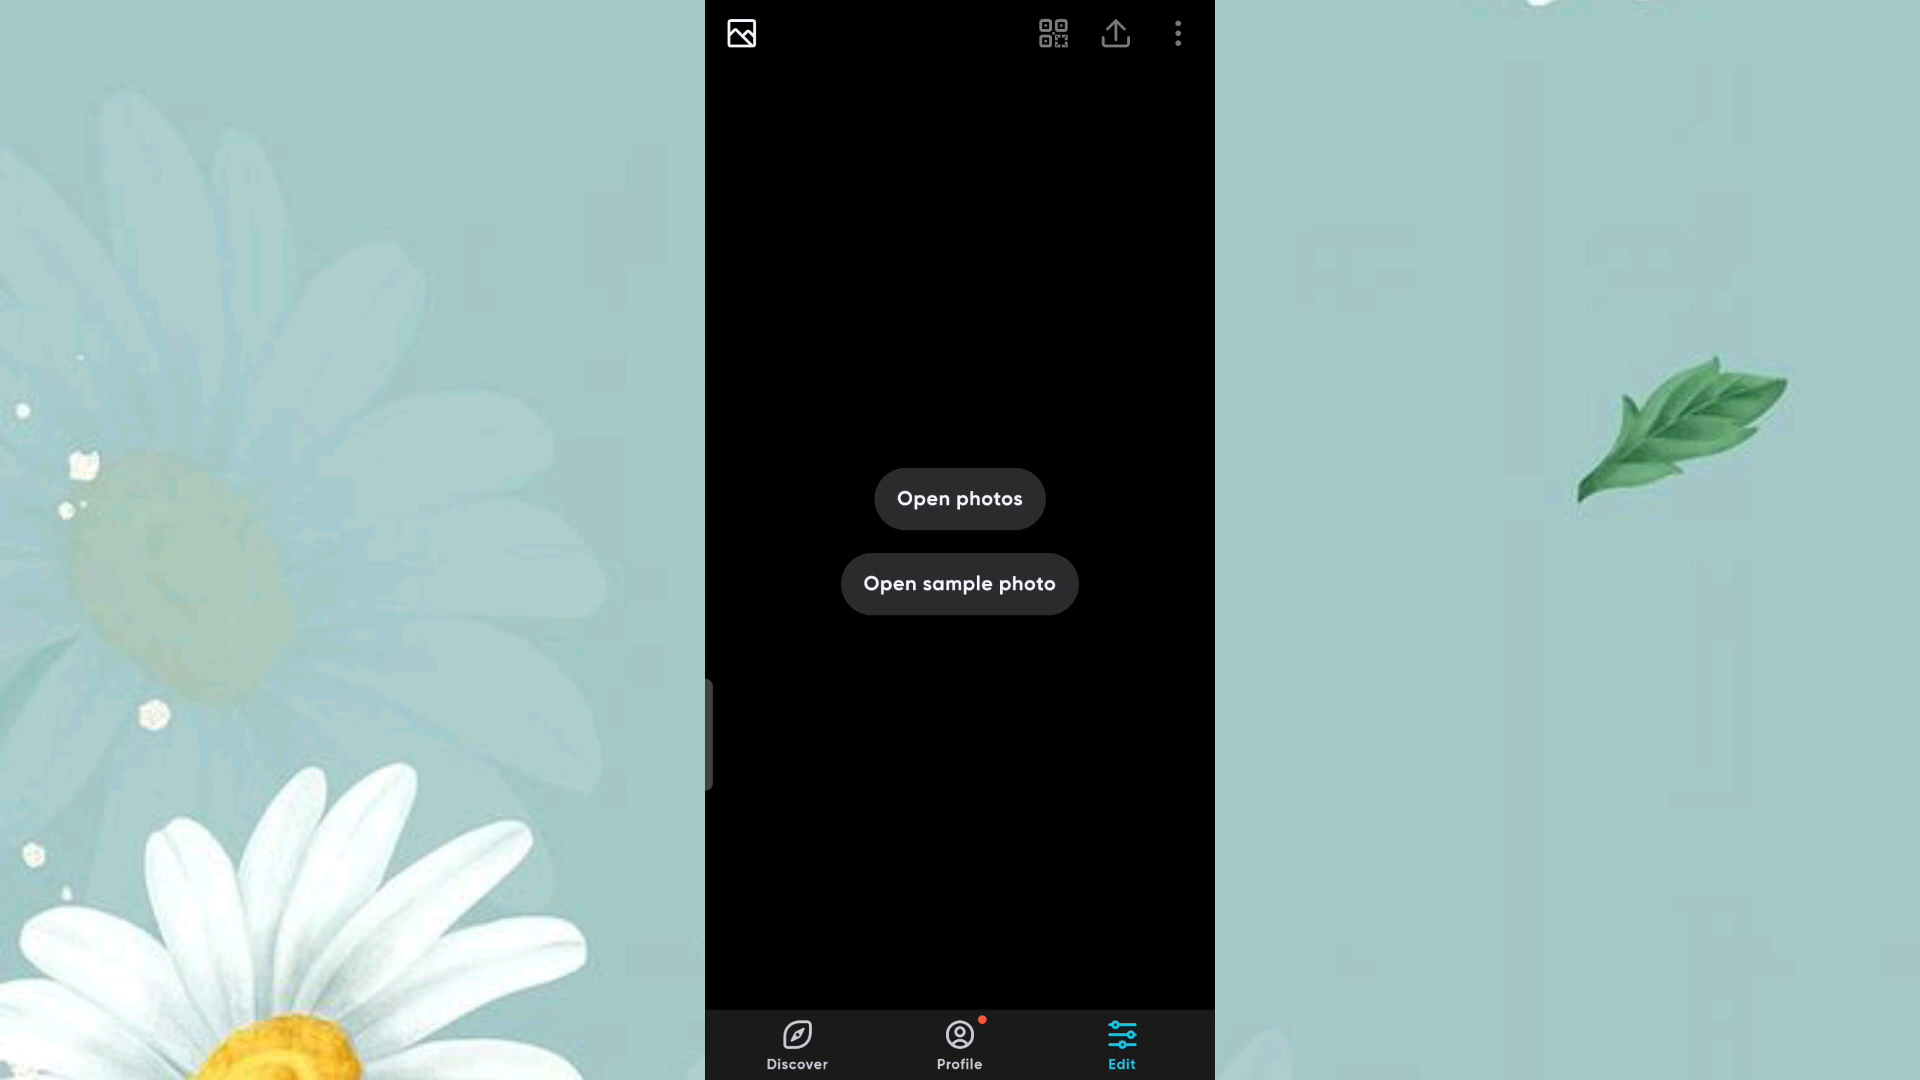 Open photos
Open sample photo
Discover
Profile
Edit